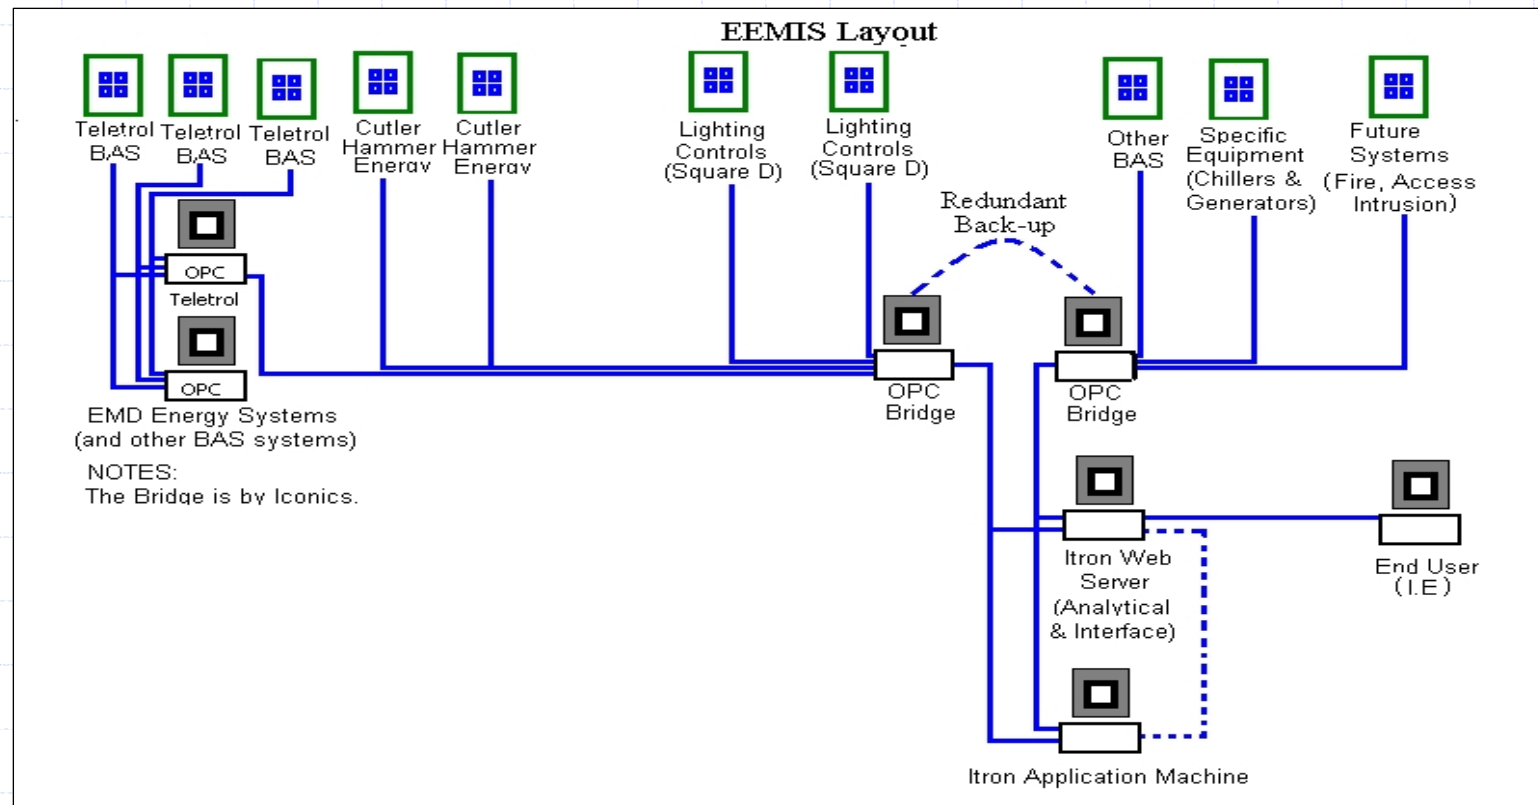 EEMIS Layout
Teletrol
BAS
Teletrol
BAS
Teletrol
BAS
Cutler
Hammer
Energy
Cutler
Hammer
Energy
Lighting
Controls
(Square D)
Lighting
Controls
(Square D)
Other
BAS
Specific
Equipment
(Chillers &
Generators)
Future
Systems
(Fire, Access
Intrusion)
Redundant
Back-up
OPC
Teletrol
OPC
EMD Energy Systems
(and other BAS systems)
NOTES:
The Bridge is by Iconics.
OPC
Bridge
OPC
Bridge
Itron Web
Server
(Analytical
& Interface)
End User
(I.E)
Itron Application Machine